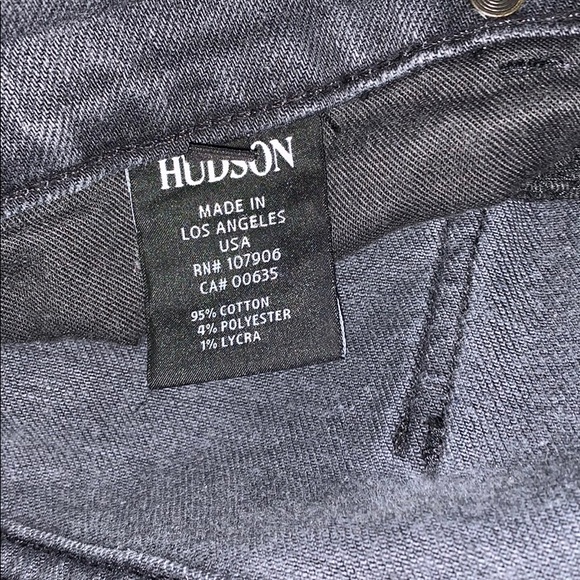 HUDSON
MADE IN
LOS ANGELES
USA
RN# 107906
CA# 00635
95% COTTON
4% POLYESTER
1% LYCRA